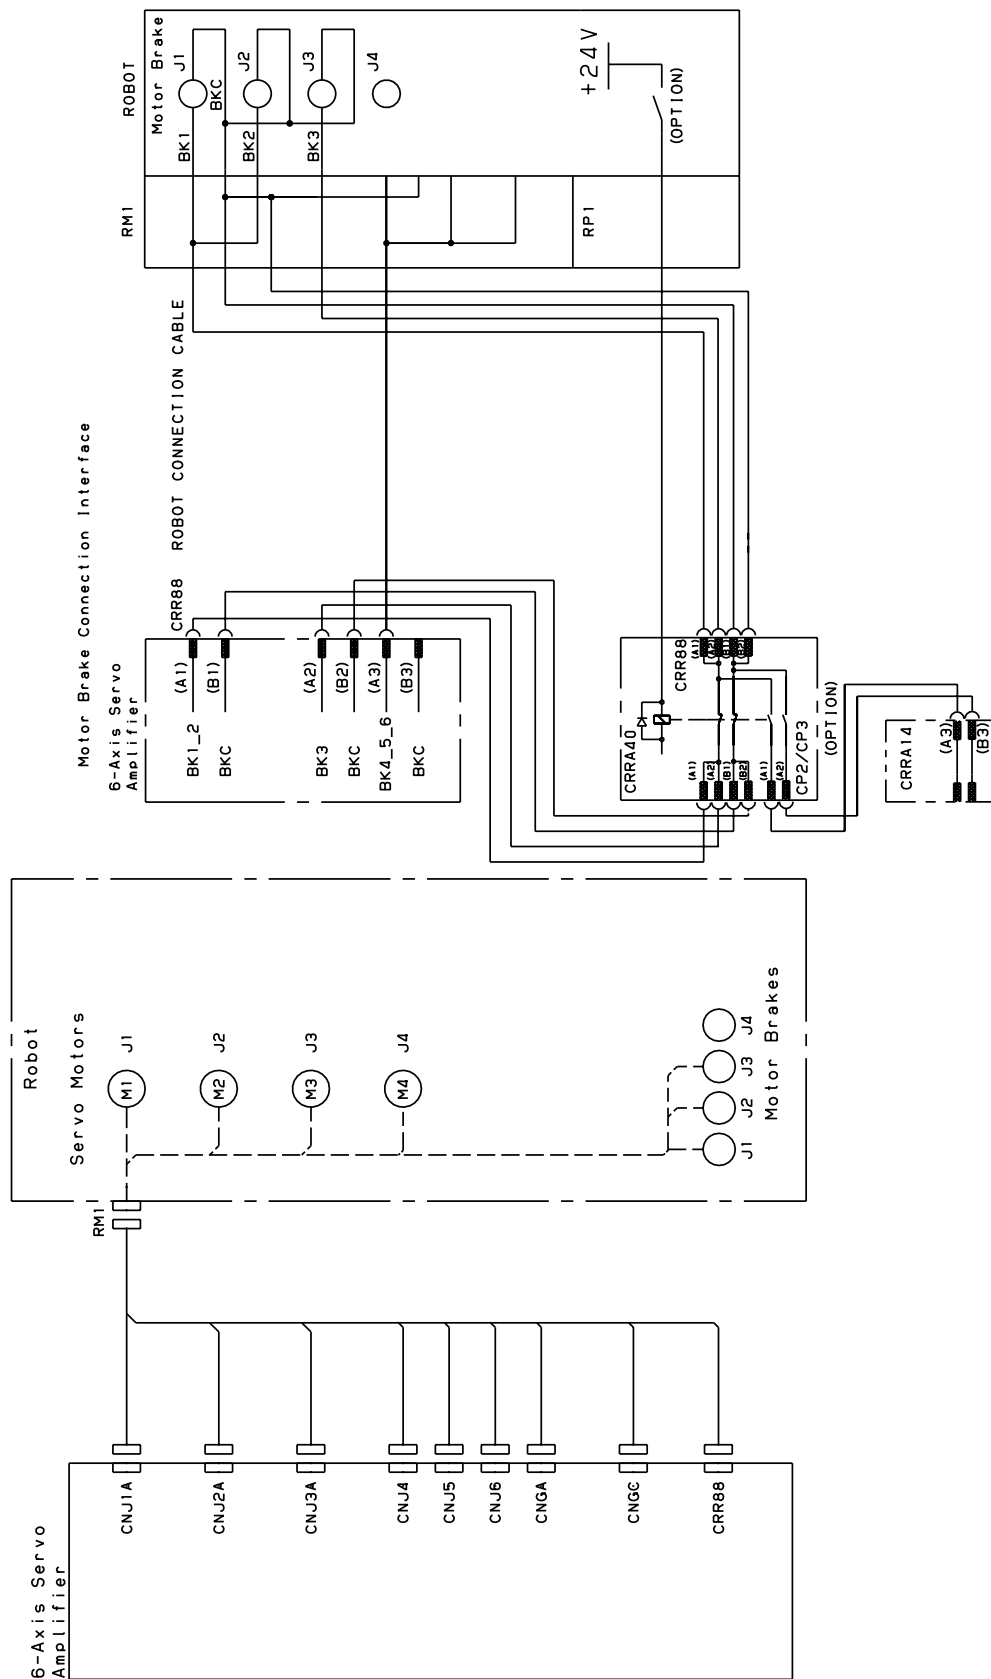 6-Axis Servo
Amplifier
CNJ1A
CNJ2A
CNJ3A
CNJ4
CNJ5
CNJ6
CNGA
CNGC
CRR88
RM1
Robot
Servo Motors
M1
J1
M2
J2
M3
J3
M4
J4
J1
J2
J3
J4
Motor Brakes
Motor Brake Connection Interface
6-Axis Servo
Amplifier
CRR88
ROBOT CONNECTION CABLE
BK1_2
(A1)
BKC
(B1)
BK3
(A2)
BKC
(B2)
BK4_5_6
(A3)
BKC
(B3)
ROBOT
Motor Brake
RM1
BK1
J1
BKC
BK2
J2
BK3
J3
J4
RP1
+24V
(OPTION)
CRRA40
CRR88
(A1)
(A2)
(B1)
(B2)
(A1)
(A2)
(B1)
(B2)
(A1)
(A2)
CP2/CP3
(OPTION)
CRRA14
(A3)
(B3)